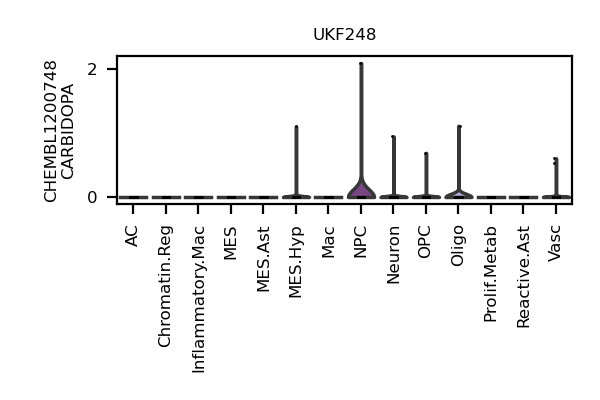 UKF248
CHEMBL1200748
CARBIDOPA
2
0
AC
Chromatin.Reg
Inflammatory.Mac
MES
MES.Ast
MES.Hyp
Mac
NPC
Neuron
OPC
Oligo
Prolif.Metab
Reactive.Ast
Vasc